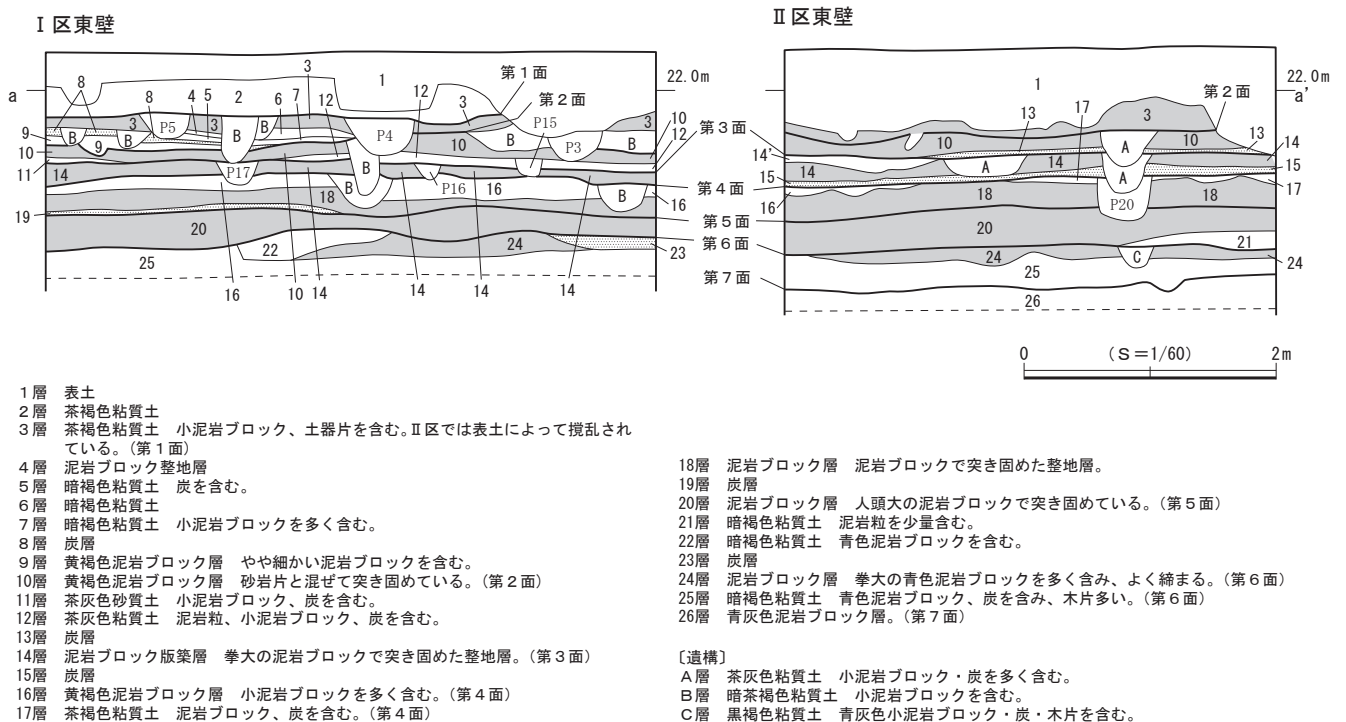 Ⅰ区東壁
Ⅱ区東壁
a
8
8
4
5
2
6
7
3
12
1
12
3
第1面
第2面
P15
22.0m
9
B
3
B
P5
3
B
B
P4
10
B
P3
3
10
12
第3面
10
9
11
14
P17
B
B
14
P16
16
B
第4面
16
18
19
20
22
24
23
25
第5面
第6面
第7面
16
10
14
14
14
14
1
3
22.0m
a’
第2面
17
13
10
A
10
13
14
14’
14
A
14
A
15
15
16
18
P20
18
17
20
21
24
C
24
25
26
0
(S=1/60)
2m
1層 表土
2層 茶褐色粘質土
3層 茶褐色粘質土 小泥岩ブロック、土器片を含む。Ⅱ区では表土によって撹乱され
ている。(第1面)
4層 泥岩ブロック整地層
5層 暗褐色粘質土 炭を含む。
6層 暗褐色粘質土
7層 暗褐色粘質土 小泥岩ブロックを多く含む。
8層 炭層
9層 黄褐色泥岩ブロック層 やや細かい泥岩ブロックを含む。
10層 黄褐色泥岩ブロック層 砂岩片と混ぜて突き固めている。(第2面)
11層 茶灰色砂質土 小泥岩ブロック、炭を含む。
12層 茶灰色粘質土 泥岩粒、小泥岩ブロック、炭を含む。
13層 炭層
14層 泥岩ブロック版築層 拳大の泥岩ブロックで突き固めた整地層。(第3面)
15層 炭層
16層 黄褐色泥岩ブロック層 小泥岩ブロックを多く含む。(第4面)
17層 茶褐色粘質土 泥岩ブロック、炭を含む。(第4面)
18層 泥岩ブロック層 泥岩ブロックで突き固めた整地層。
19層 炭層
20層 泥岩ブロック層 人頭大の泥岩ブロックで突き固めている。(第5面)
21層 暗褐色粘質土 泥岩粒を少量含む。
22層 暗褐色粘質土 青色泥岩ブロックを含む。
23層 炭層
24層 泥岩ブロック層 拳大の青色泥岩ブロックを多く含み、よく締まる。(第6面)
25層 暗褐色粘質土 青色泥岩ブロック、炭を含み、木片多い。(第6面)
26層 青灰色泥岩ブロック層。(第7面)
〔遺構〕
A層 茶灰色粘質土 小泥岩ブロック・炭を多く含む。
B層 暗茶褐色粘質土 小泥岩ブロックを含む。
C層 黒褐色粘質土 青灰色小泥岩ブロック・炭・木片を含む。